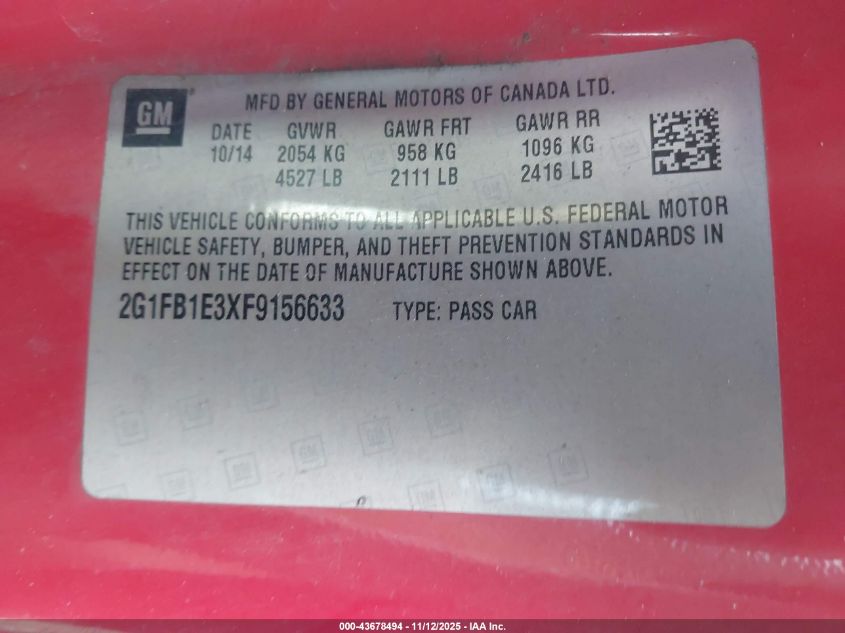 GM
®
MFD BY GENERAL MOTORS OF CANADA LTD.
DATE GVWR GAWR FRT GAWR RR
10/14 2054 KG 958 KG 1096 KG
4527 LB 2111 LB 2416 LB
THIS VEHICLE CONFORMS TO ALL APPLICABLE U.S. FEDERAL MOTOR
VEHICLE SAFETY, BUMPER, AND THEFT PREVENTION STANDARDS IN
EFFECT ON THE DATE OF MANUFACTURE SHOWN ABOVE.
2G1FB1E3XF9156633 TYPE: PASS CAR
000-43678494 - 11/12/2025 - IAA Inc.